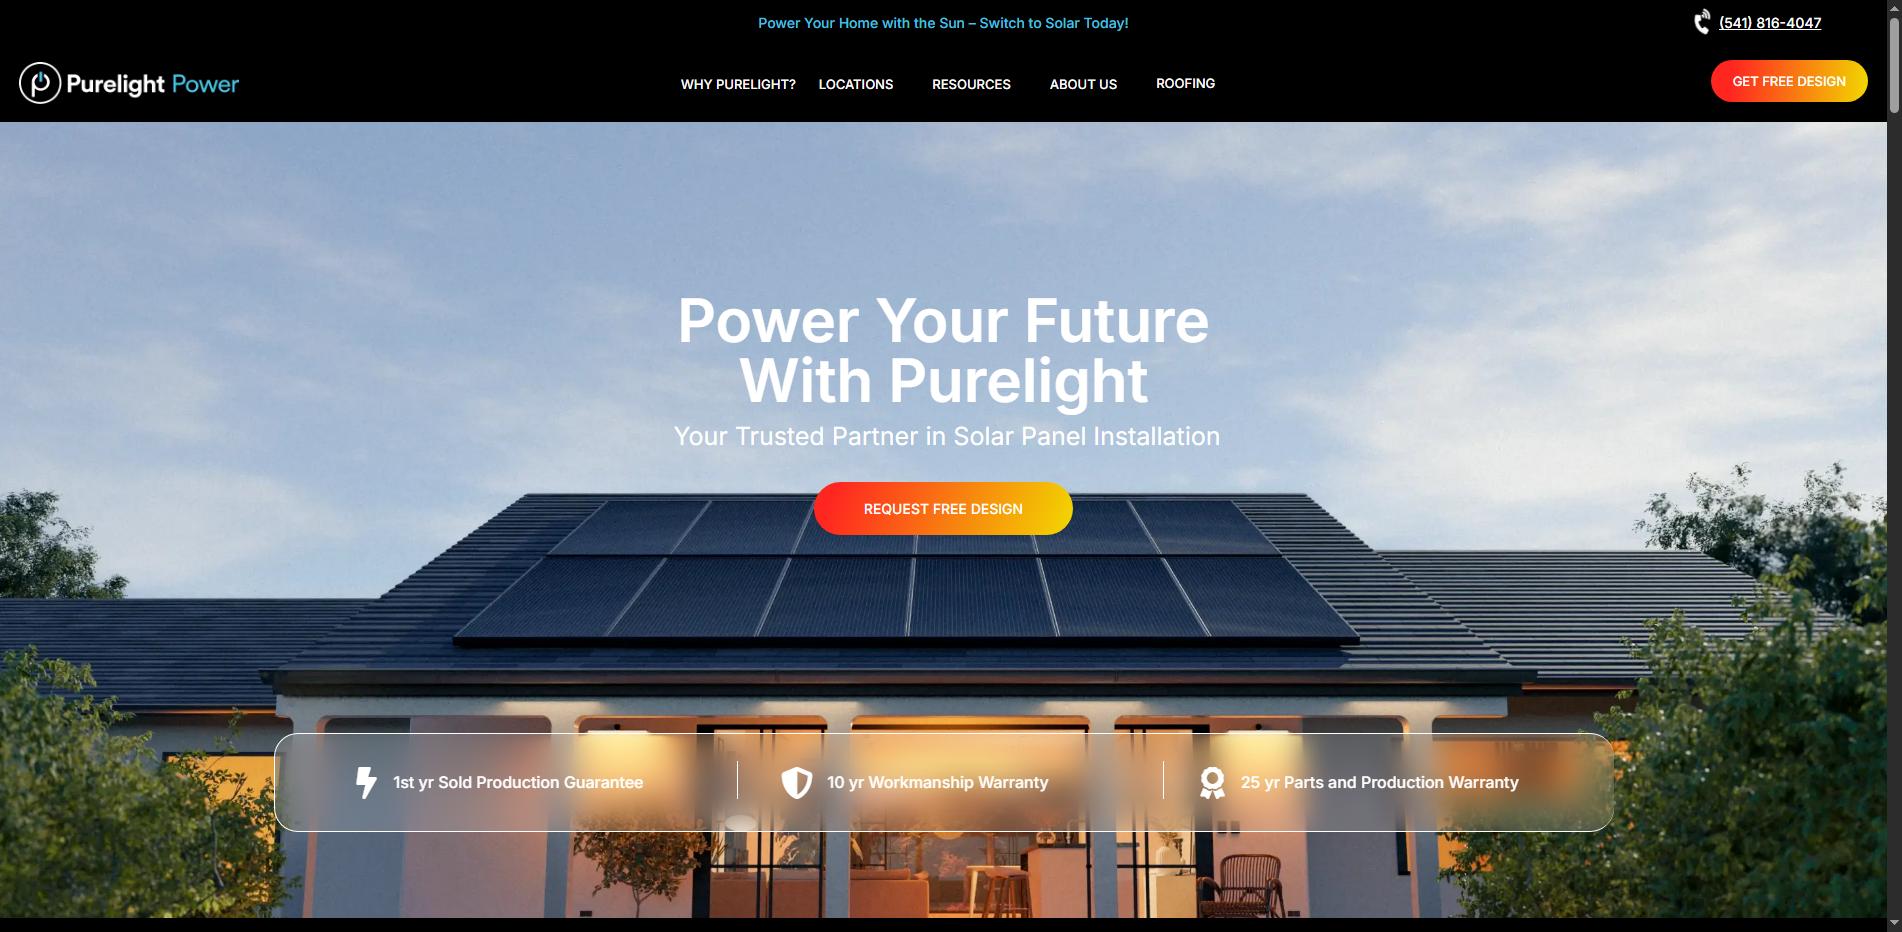 Power Your Home with the Sun – Switch to Solar Today!
(541) 816-4047
Purelight Power
WHY PURELIGHT?
LOCATIONS
RESOURCES
ABOUT US
ROOFING
GET FREE DESIGN
Power Your Future
With Purelight
Your Trusted Partner in Solar Panel Installation
REQUEST FREE DESIGN
1st yr Sold Production Guarantee
10 yr Workmanship Warranty
25 yr Parts and Production Warranty